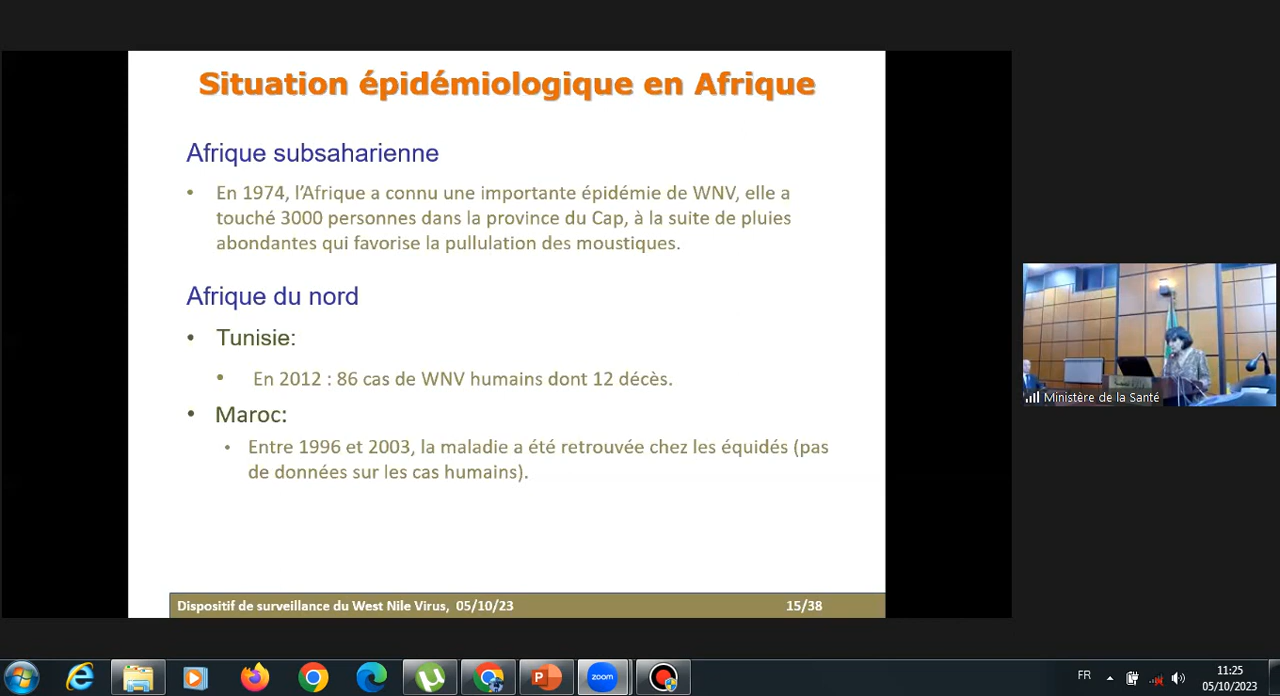 Situation épidémiologique en Afrique
Afrique subsaharienne
• En 1974, l’Afrique a connu une importante épidémie de WNV, elle a
touché 3000 personnes dans la province du Cap, à la suite de pluies
abondantes qui favorise la pullulation des moustiques.
Afrique du nord
• Tunisie:
• En 2012 : 86 cas de WNV humains dont 12 décès.
• Maroc:
• Entre 1996 et 2003, la maladie a été retrouvée chez les équidés (pas
de données sur les cas humains).
Dispositif de surveillance du West Nile Virus, 05/10/23 15/38
Ministère de la Santé
zoom
FR
11:25
05/10/2023